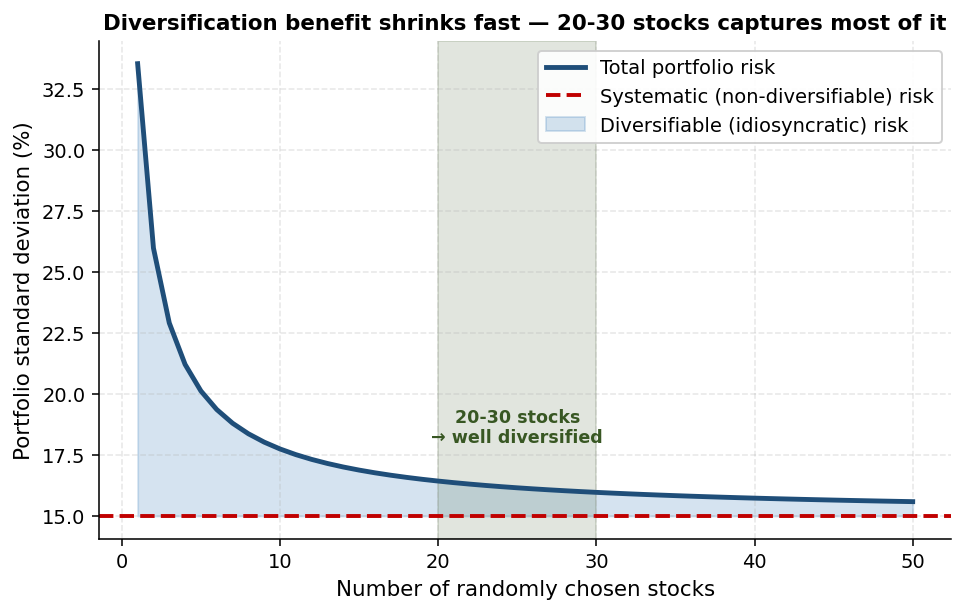 Diversification benefit shrinks fast — 20-30 stocks captures most of it
Total portfolio risk
Systematic (non-diversifiable) risk
Diversifiable (idiosyncratic) risk
Portfolio standard deviation (%)
32.5
30.0
27.5
25.0
22.5
20.0
17.5
15.0
20-30 stocks
→ well diversified
0
10
20
30
40
50
Number of randomly chosen stocks